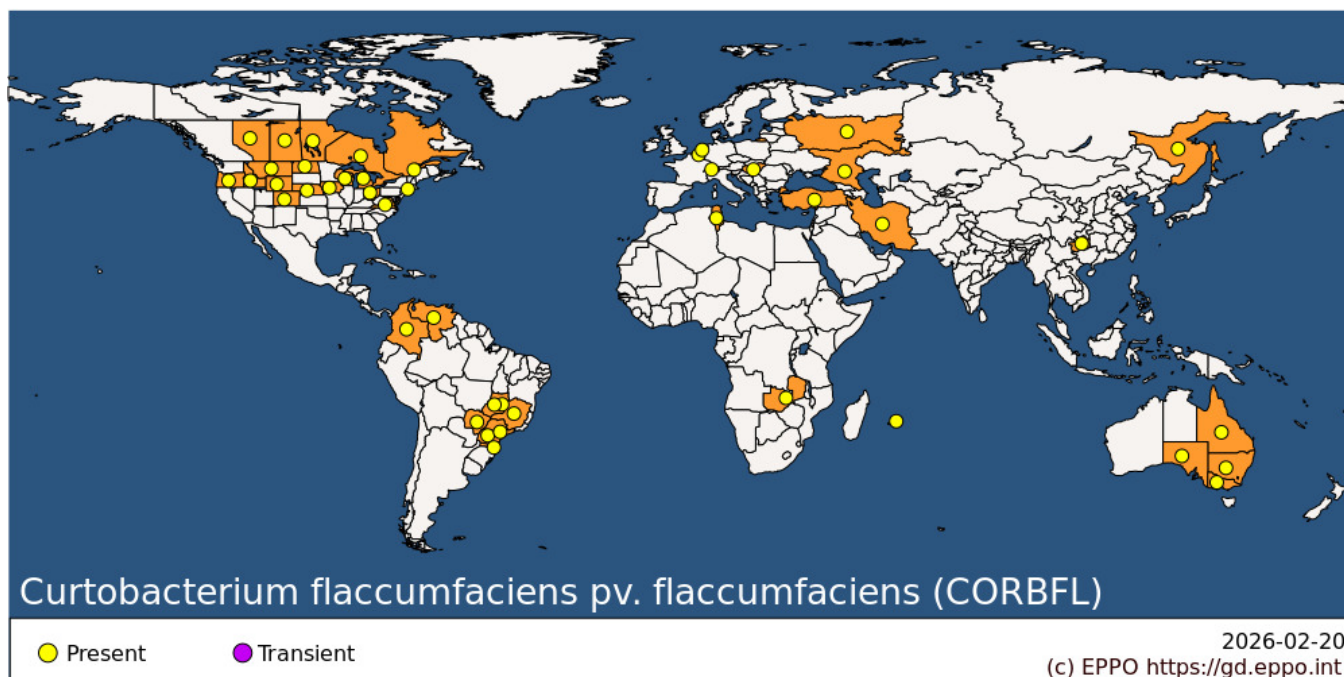 Curtobacterium flaccumfaciens pv. flaccumfaciens (CORBFL)
Present
Transient
2026-02-20
(c) EPPO https://gd.eppo.int